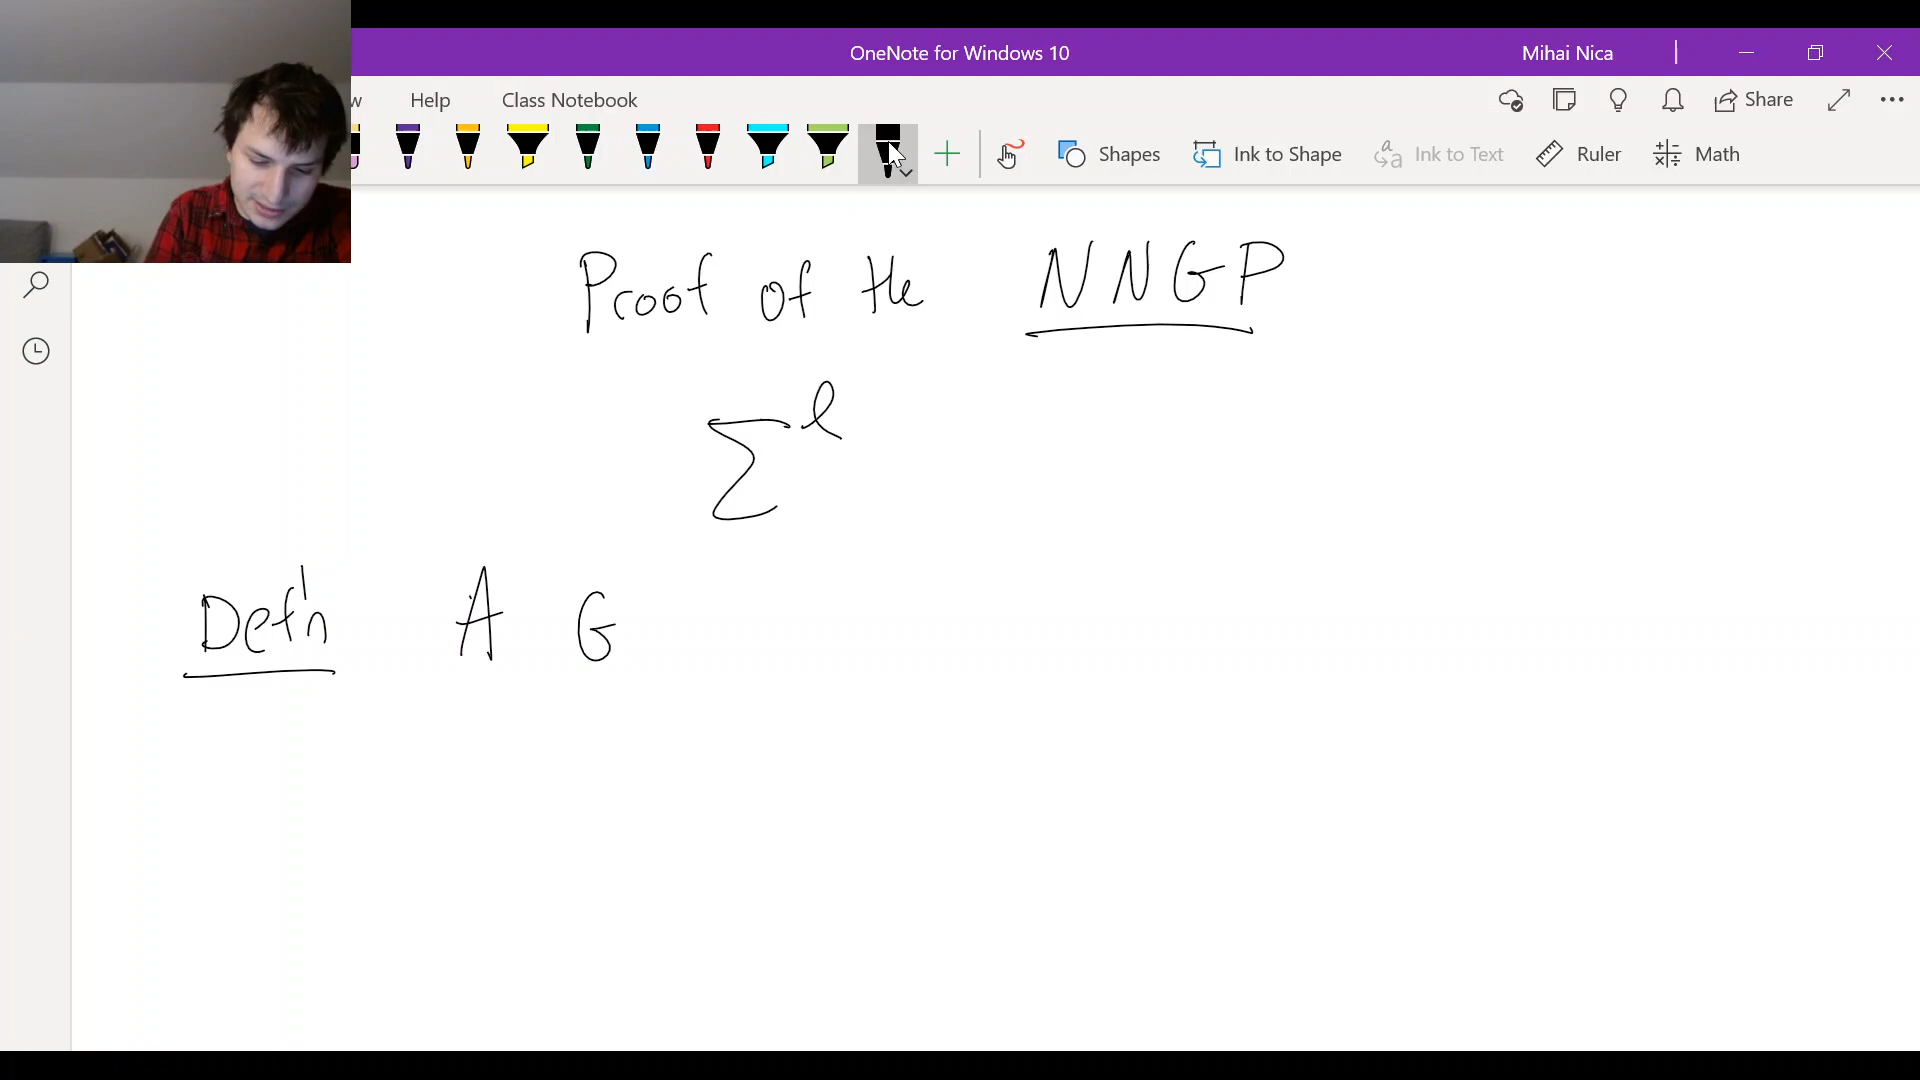 OneNote for Windows 10
Mihai Nica
w
Help
Class Notebook
Share
Shapes
Ink to Shape
Ink to Text
Ruler
Math
Proof of the NNGP
Σ^l
Def'n A G